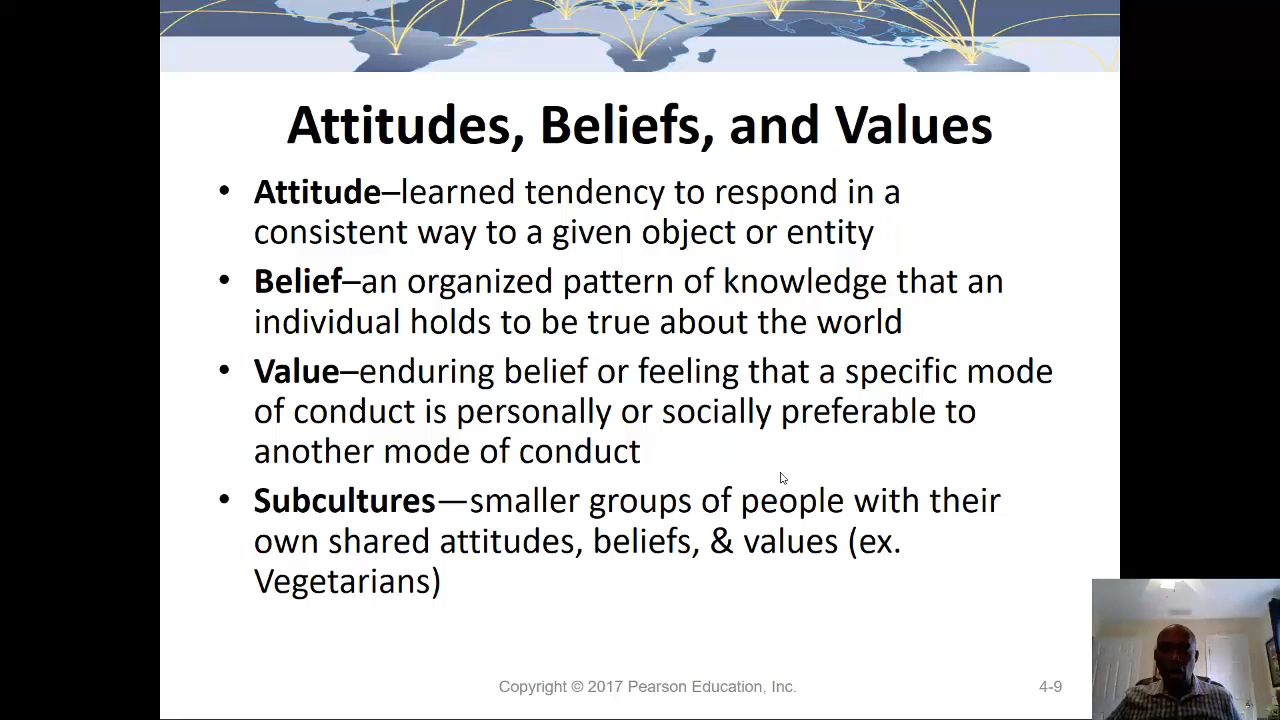 Attitudes, Beliefs, and Values
• Attitude–learned tendency to respond in a
consistent way to a given object or entity
• Belief–an organized pattern of knowledge that an
individual holds to be true about the world
• Value–enduring belief or feeling that a specific mode
of conduct is personally or socially preferable to
another mode of conduct
• Subcultures—smaller groups of people with their
own shared attitudes, beliefs, & values (ex.
Vegetarians)
Copyright © 2017 Pearson Education, Inc.
4-9